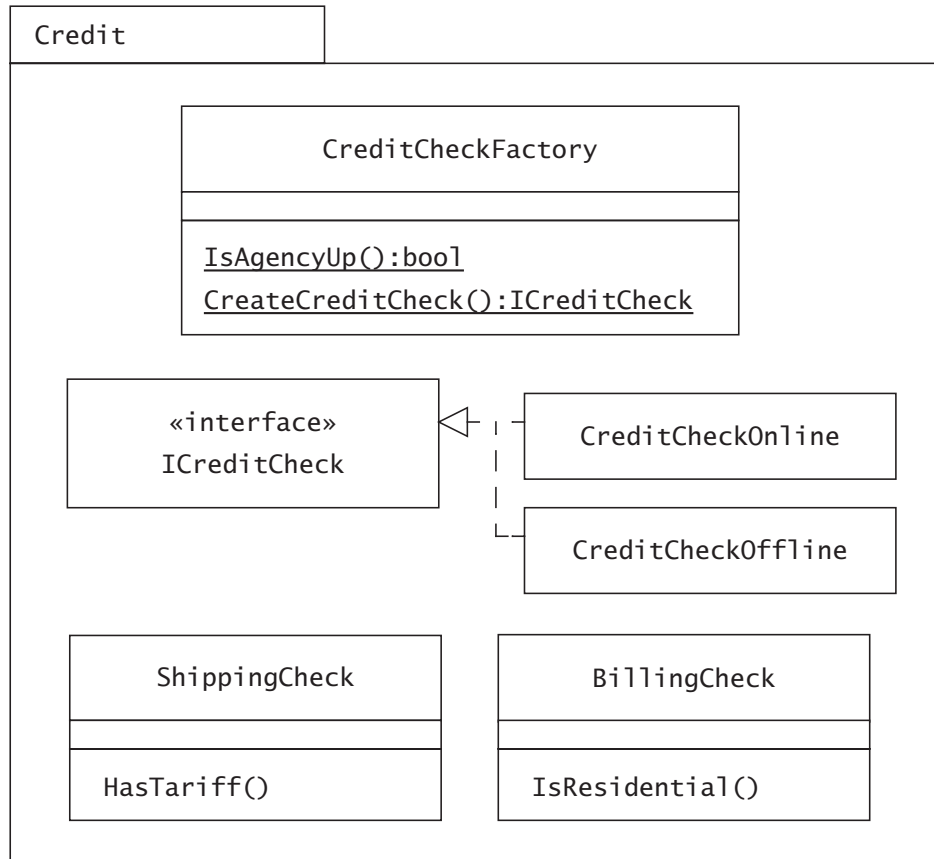 Credit
CreditCheckFactory
IsAgencyUp():bool
CreateCreditCheck():ICreditCheck
«interface»
ICreditCheck
CreditCheckOnline
CreditCheckOffline
ShippingCheck
HasTariff()
BillingCheck
IsResidential()